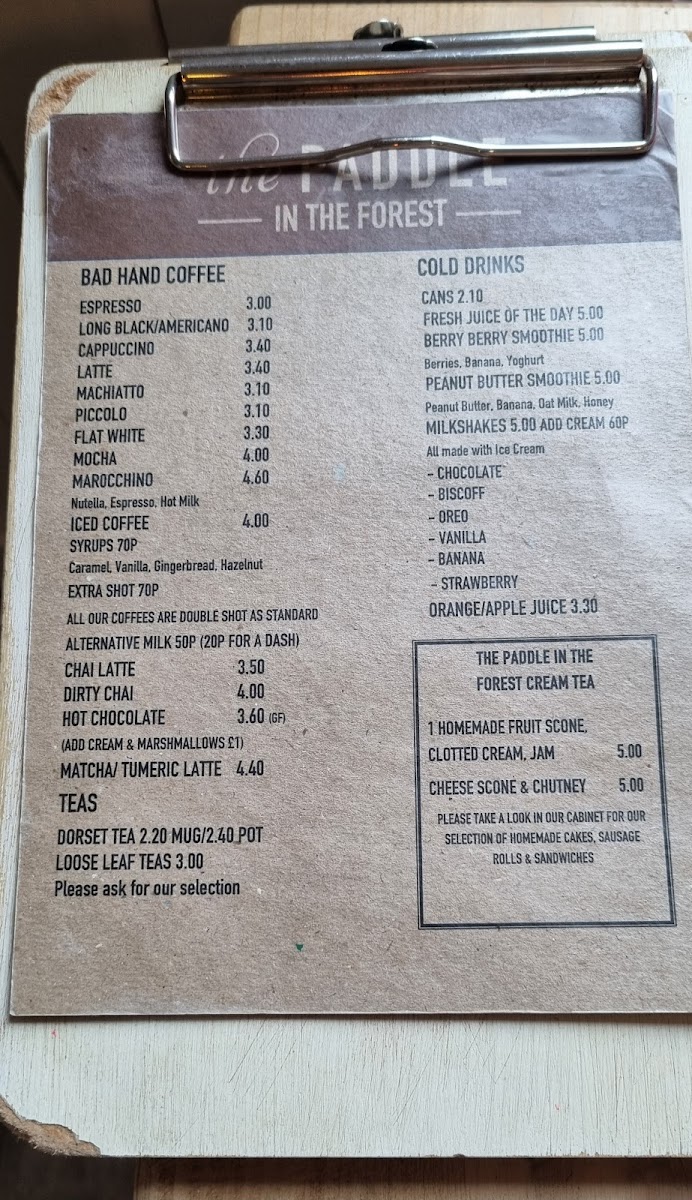 the PADDLE
IN THE FOREST
BAD HAND COFFEE
ESPRESSO 3.00
LONG BLACK/AMERICANO 3.10
CAPPUCCINO 3.40
LATTE 3.40
MACHIATTO 3.10
PICCOLO 3.10
FLAT WHITE 3.30
MOCHA 4.00
MAROCCHINO 4.60
Nutella, Espresso, Hot Milk
ICED COFFEE 4.00
SYRUPS 70P
Caramel, Vanilla, Gingerbread, Hazelnut
EXTRA SHOT 70P
ALL OUR COFFEES ARE DOUBLE SHOT AS STANDARD
ALTERNATIVE MILK 50P (20P FOR A DASH)
CHAI LATTE 3.50
DIRTY CHAI 4.00
HOT CHOCOLATE 3.60 (GF)
(ADD CREAM & MARSHMALLOWS £1)
MATCHA/ TUMERIC LATTE 4.40
TEAS
DORSET TEA 2.20 MUG/2.40 POT
LOOSE LEAF TEAS 3.00
Please ask for our selection
COLD DRINKS
CANS 2.10
FRESH JUICE OF THE DAY 5.00
BERRY BERRY SMOOTHIE 5.00
Berries, Banana, Yoghurt
PEANUT BUTTER SMOOTHIE 5.00
Peanut Butter, Banana, Oat Milk, Honey
MILKSHAKES 5.00 ADD CREAM 60P
All made with Ice Cream
- CHOCOLATE
- BISCOFF
- OREO
- VANILLA
- BANANA
- STRAWBERRY
ORANGE/APPLE JUICE 3.30
THE PADDLE IN THE
FOREST CREAM TEA
1 HOMEMADE FRUIT SCONE,
CLOTTED CREAM, JAM 5.00
CHEESE SCONE & CHUTNEY 5.00
PLEASE TAKE A LOOK IN OUR CABINET FOR OUR
SELECTION OF HOMEMADE CAKES, SAUSAGE
ROLLS & SANDWICHES